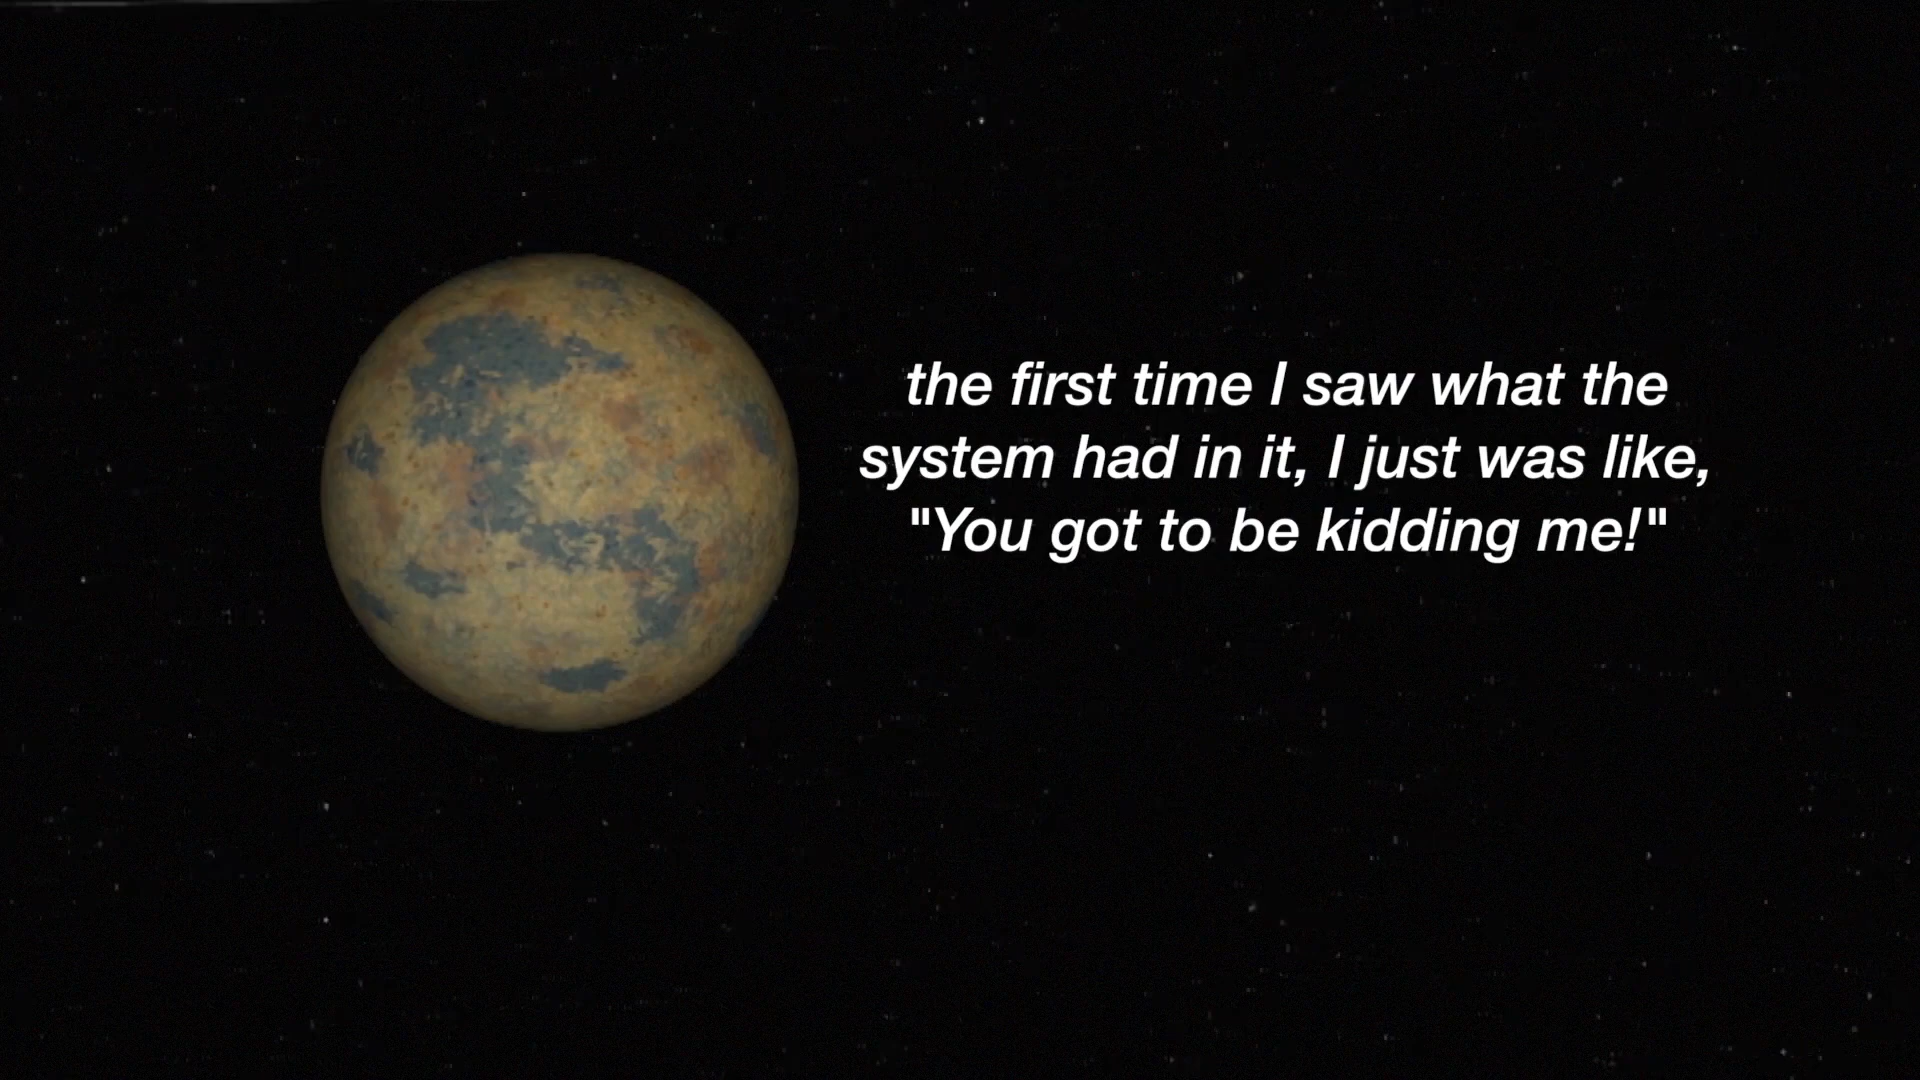 the first time I saw what the
system had in it, I just was like,
"You got to be kidding me!"